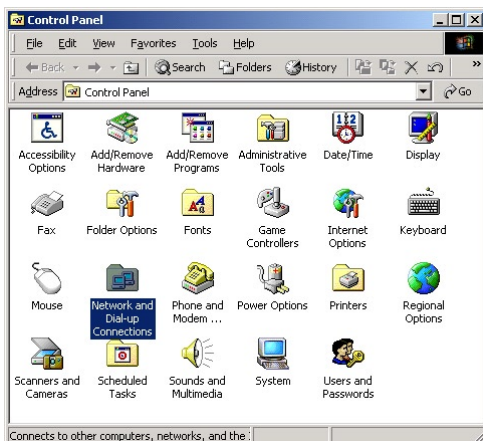 Control Panel
File Edit View Favorites Tools Help
Back Search Folders History »
Address Control Panel Go
Accessibility Options
Add/Remove Hardware
Add/Remove Programs
Administrative Tools
Date/Time
Display
Fax
Folder Options
Fonts
Game Controllers
Internet Options
Keyboard
Mouse
Network and Dial-up Connections
Phone and Modem ...
Power Options
Printers
Regional Options
Scanners and Cameras
Scheduled Tasks
Sounds and Multimedia
System
Users and Passwords
Connects to other computers, networks, and the